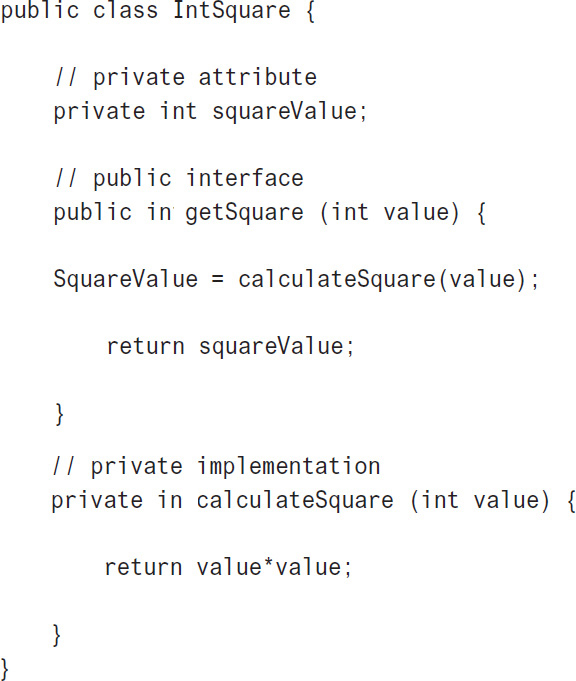 public class IntSquare {
// private attribute
private int squareValue;
// public interface
public in getSquare (int value) {
SquareValue = calculateSquare(value);
return squareValue;
}
// private implementation
private in calculateSquare (int value) {
return value*value;
}
}